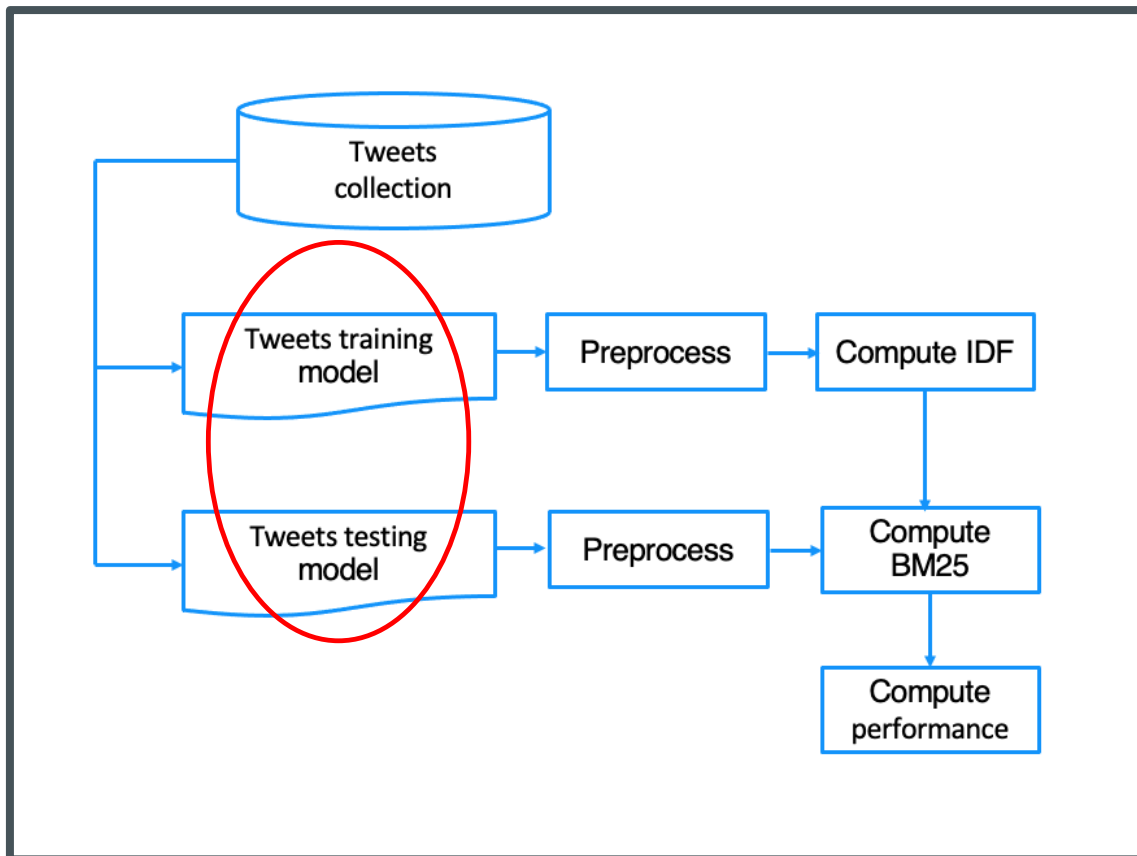 Tweets
collection
Tweets training
model
Preprocess
Compute IDF
Tweets testing
model
Preprocess
Compute
BM25
Compute
performance